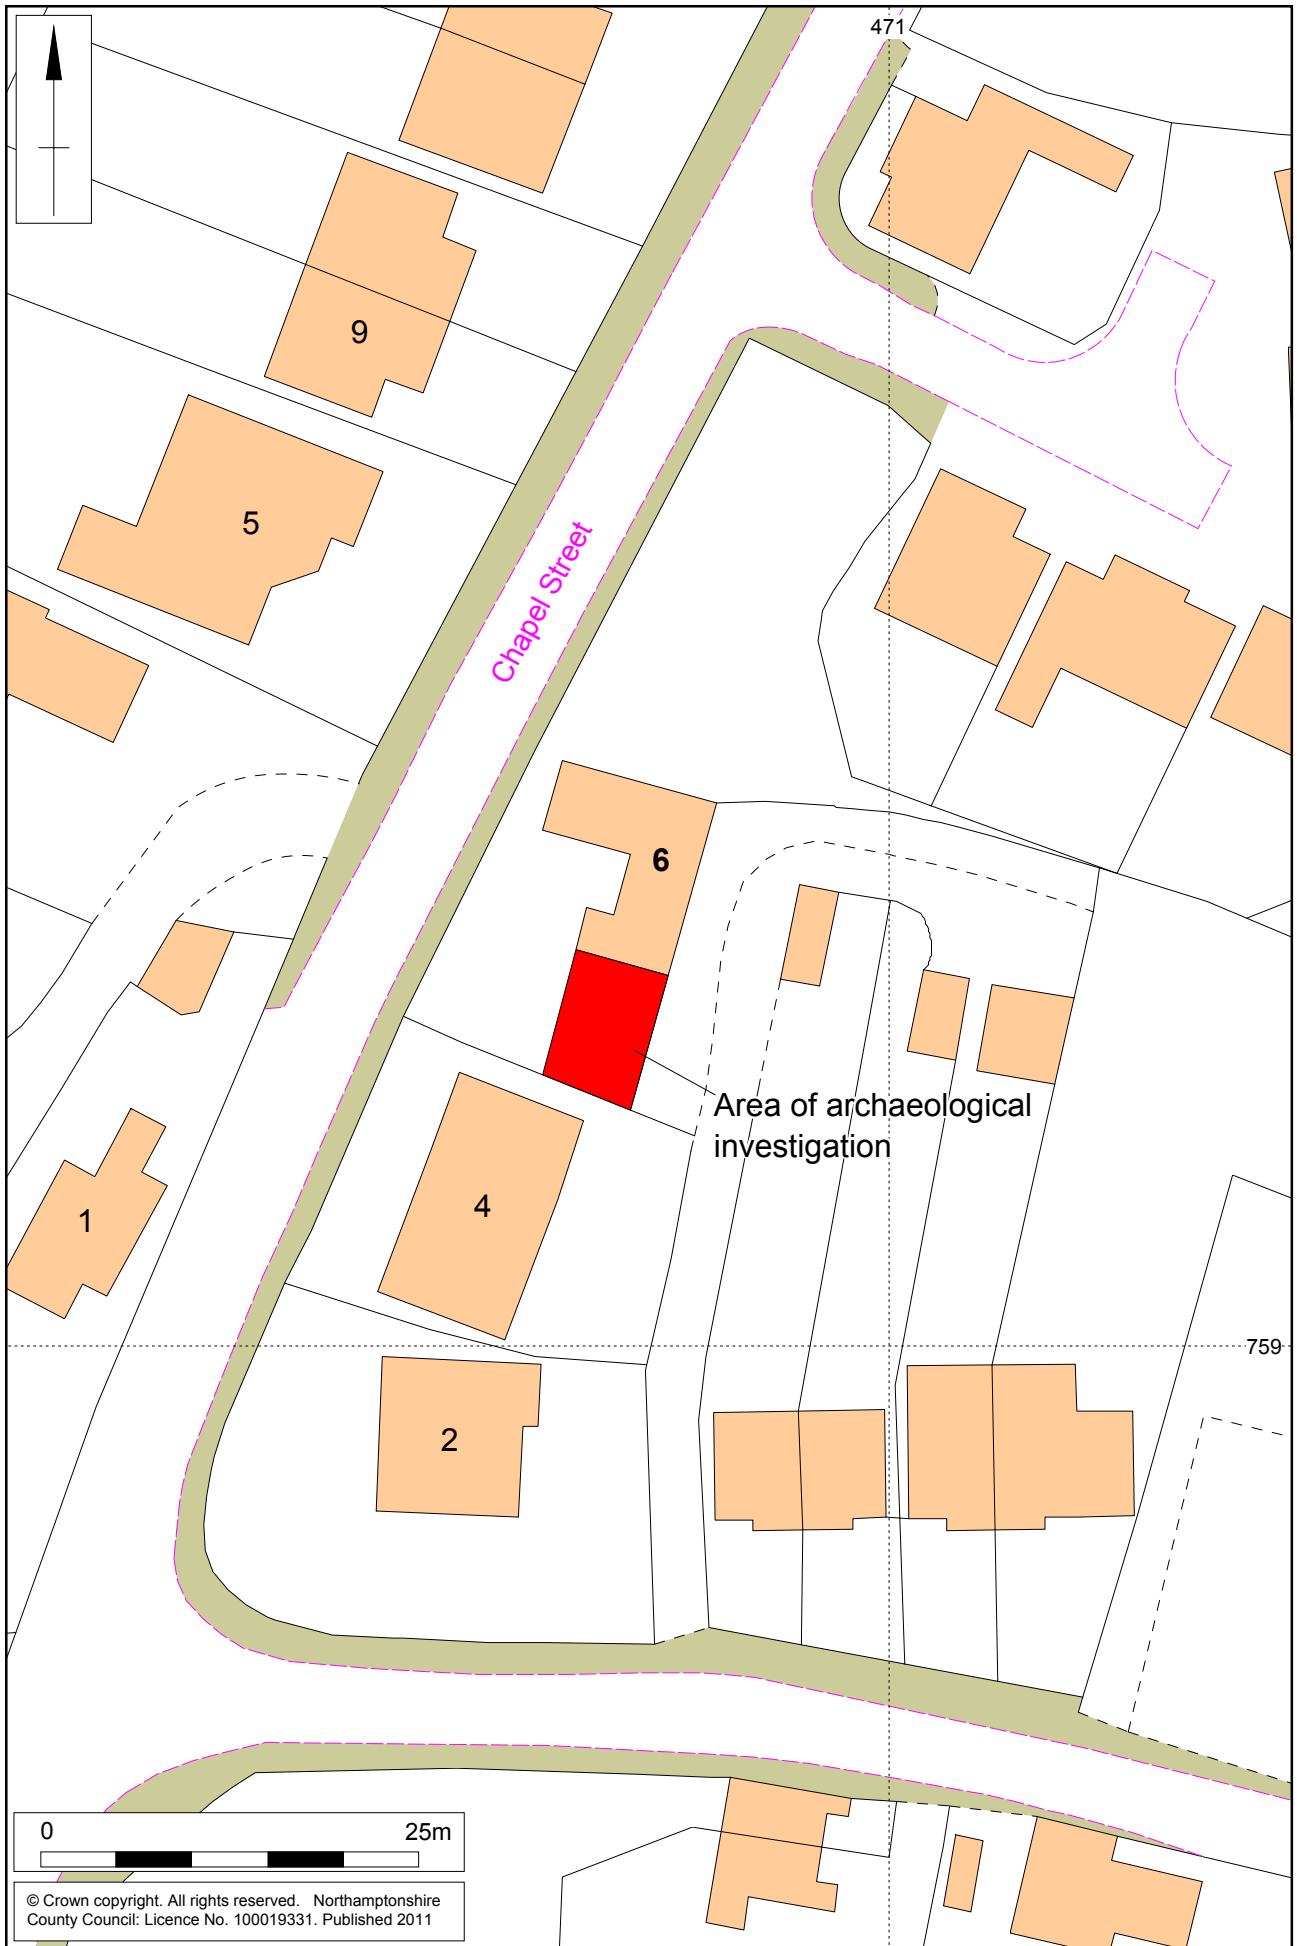 471
9
5
Chapel Street
6
Area of archaeological
investigation
4
1
759
2
0 25m
© Crown copyright. All rights reserved. Northamptonshire
County Council: Licence No. 100019331. Published 2011